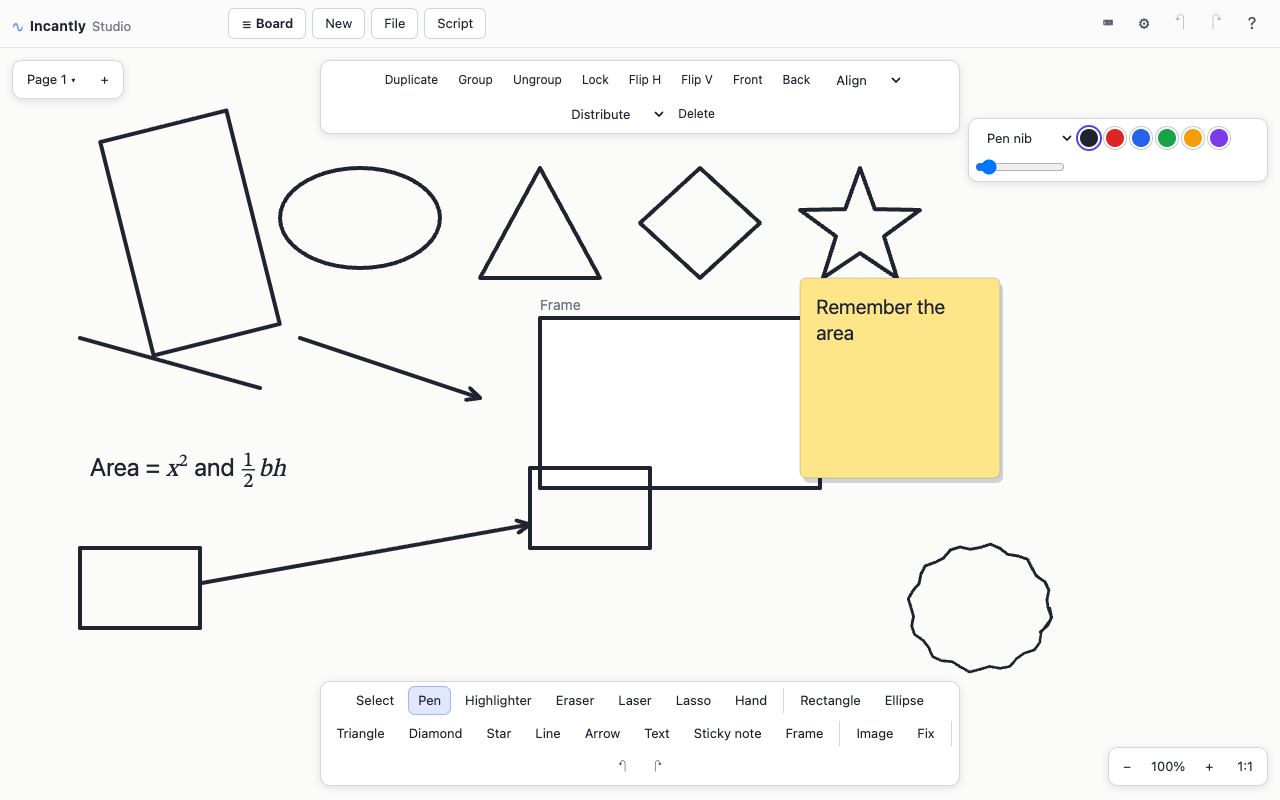 Incantly Studio
≡ Board New File Script
?
Page 1 +
Duplicate Group Ungroup Lock Flip H Flip V Front Back Align
Distribute Delete
Pen nib
Frame
Remember the
area
Area = x² and 1/2 bh
Select Pen Highlighter Eraser Laser Lasso Hand Rectangle Ellipse
Triangle Diamond Star Line Arrow Text Sticky note Frame Image Fix
− 100% + 1:1